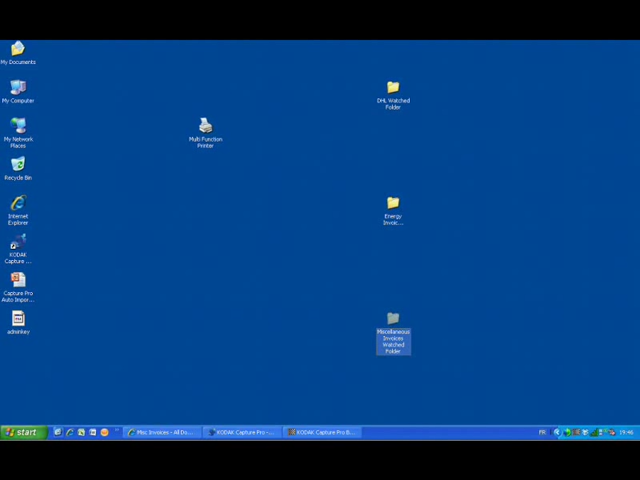 My Documents
My Computer
My Network
Places
Recycle Bin
Internet
Explorer
KODAK
Capture ...
Capture Pro
Auto Impor...
adminkey
Multi Function
Printer
DHL Watched
Folder
Energy
Invoic...
Miscellaneous
Invoices
Watched
Folder
start
Misc Invoices - All Do...
KODAK Capture Pro -...
KODAK Capture Pro B...
FR
19:46